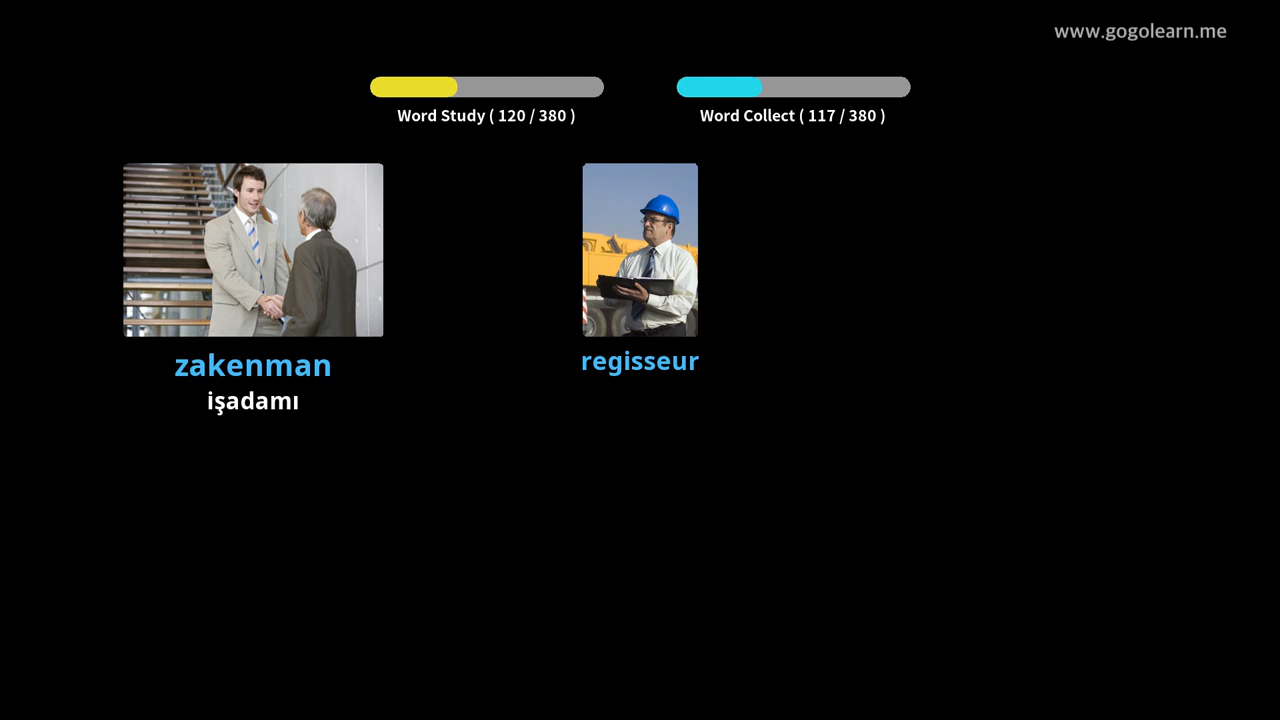 www.gogolearn.me
Word Study ( 120 / 380 )
Word Collect ( 117 / 380 )
zakenman
işadamı
regisseur